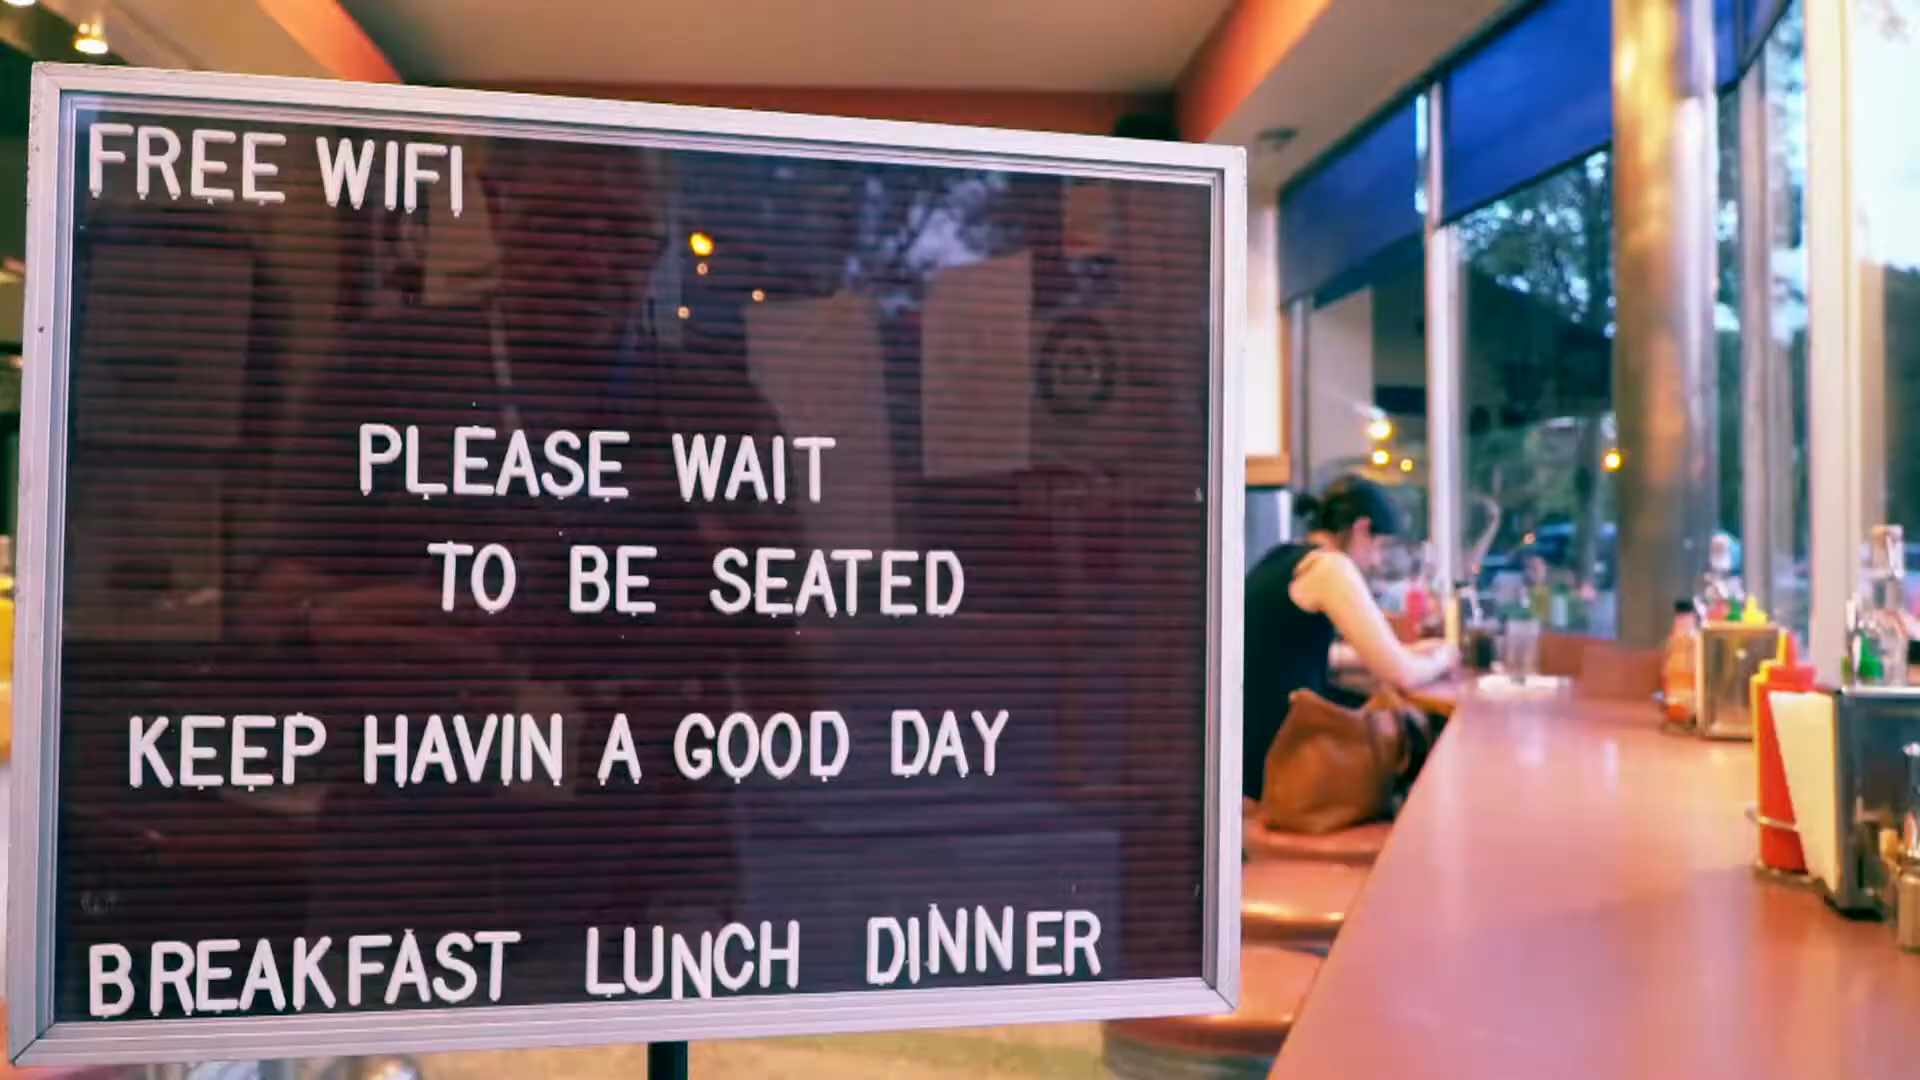 FREE WIFI
PLEASE WAIT
TO BE SEATED
KEEP HAVIN A GOOD DAY
BREAKFAST LUNCH DINNER